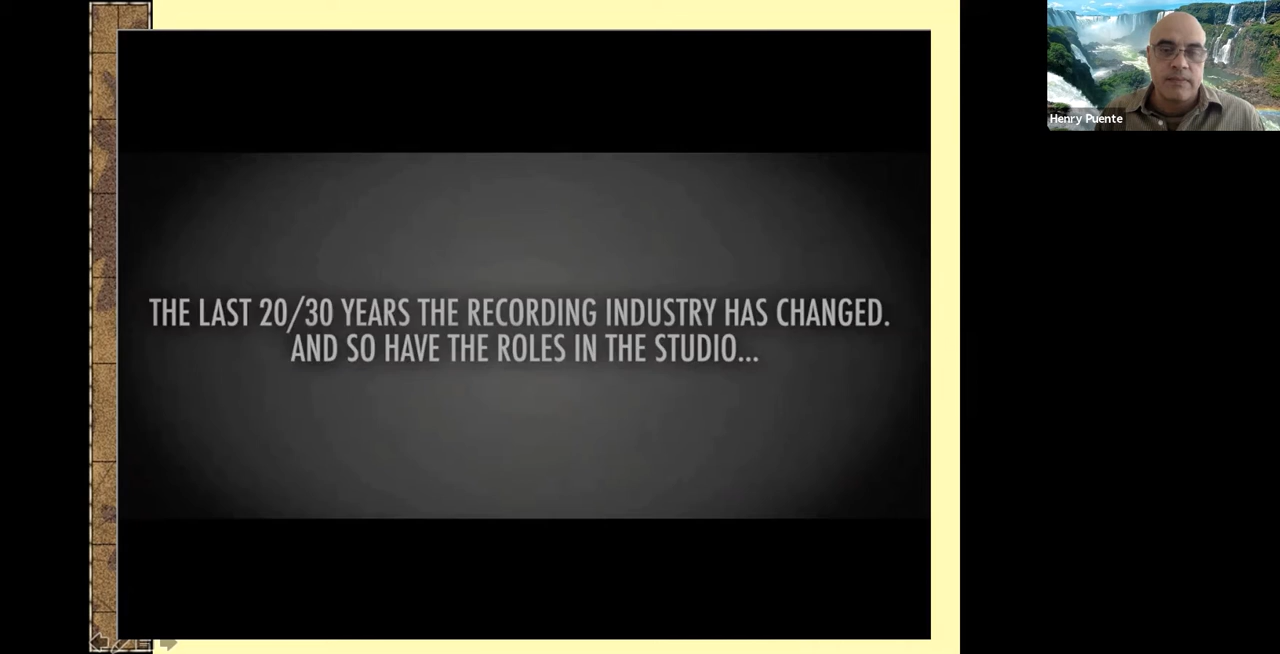 THE LAST 20/30 YEARS THE RECORDING INDUSTRY HAS CHANGED.
AND SO HAVE THE ROLES IN THE STUDIO...
Henry Puente